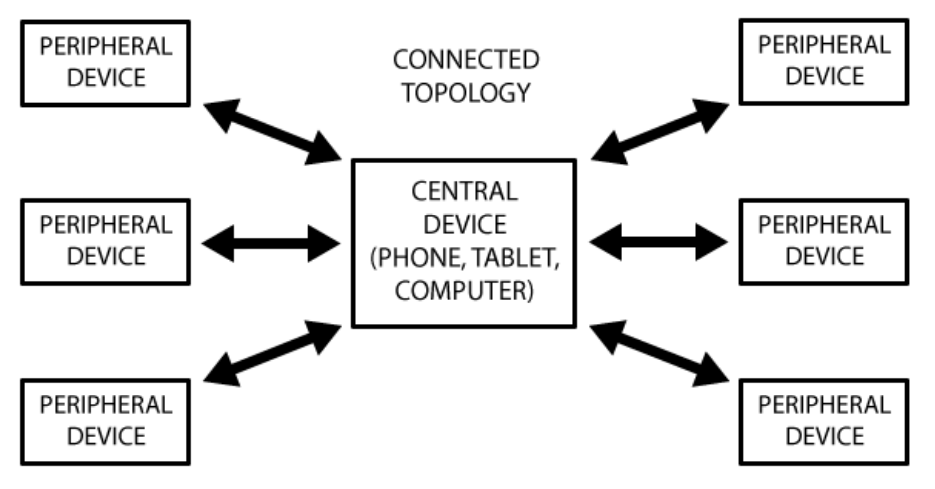 PERIPHERAL
DEVICE
CONNECTED
TOPOLOGY
PERIPHERAL
DEVICE
PERIPHERAL
DEVICE
CENTRAL
DEVICE
(PHONE, TABLET,
COMPUTER)
PERIPHERAL
DEVICE
PERIPHERAL
DEVICE
PERIPHERAL
DEVICE